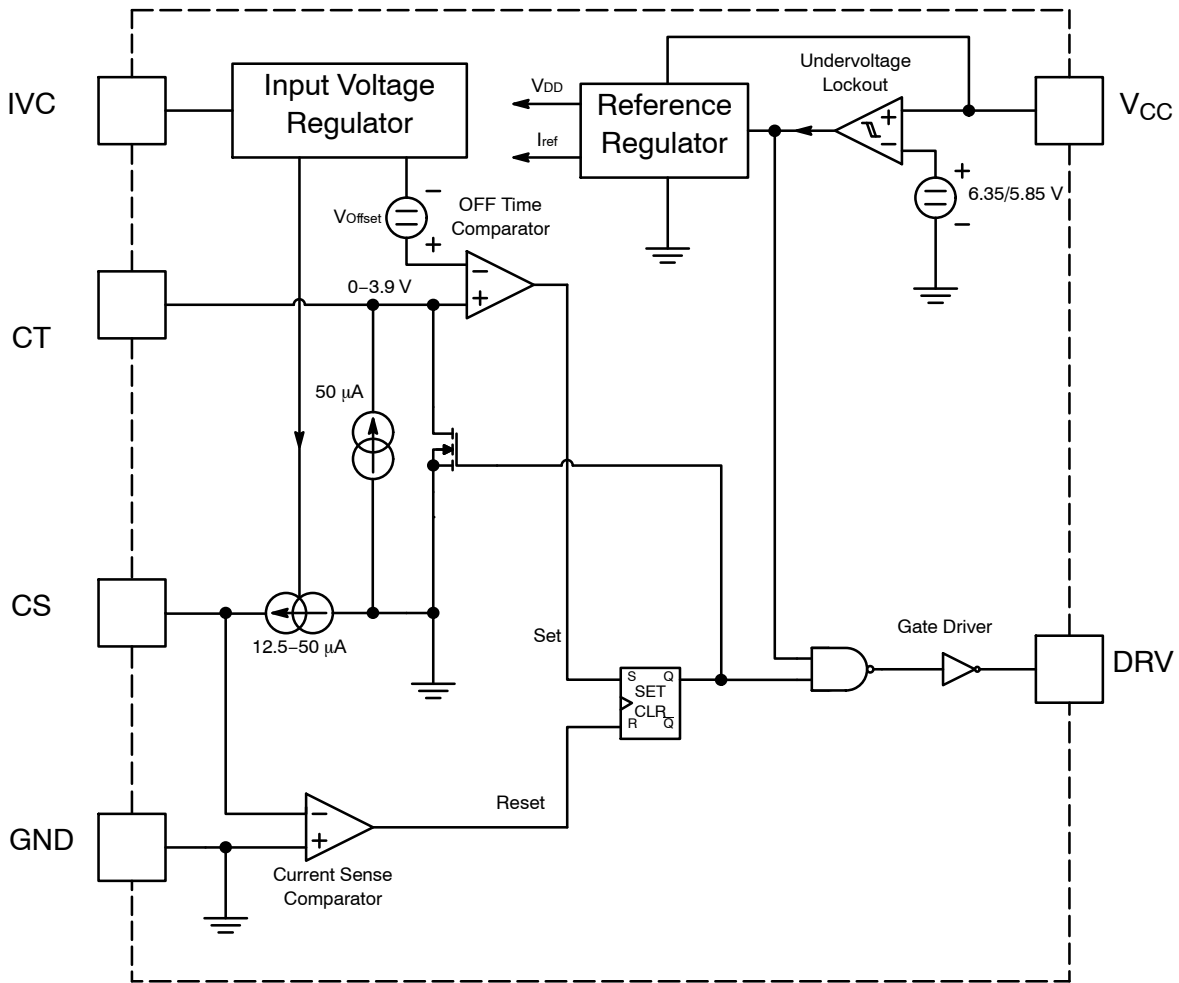 IVC
Input Voltage
Regulator
VDD
Iref
Reference
Regulator
Undervoltage
Lockout
+
−
VCC
+
6.35/5.85 V
−
−
VOffset
+
OFF Time
Comparator
−
+
0−3.9 V
CT
50 μA
CS
12.5−50 μA
Set
S Q
SET
CLR
R Q̅
Gate Driver
DRV
Reset
GND
−
+
Current Sense
Comparator